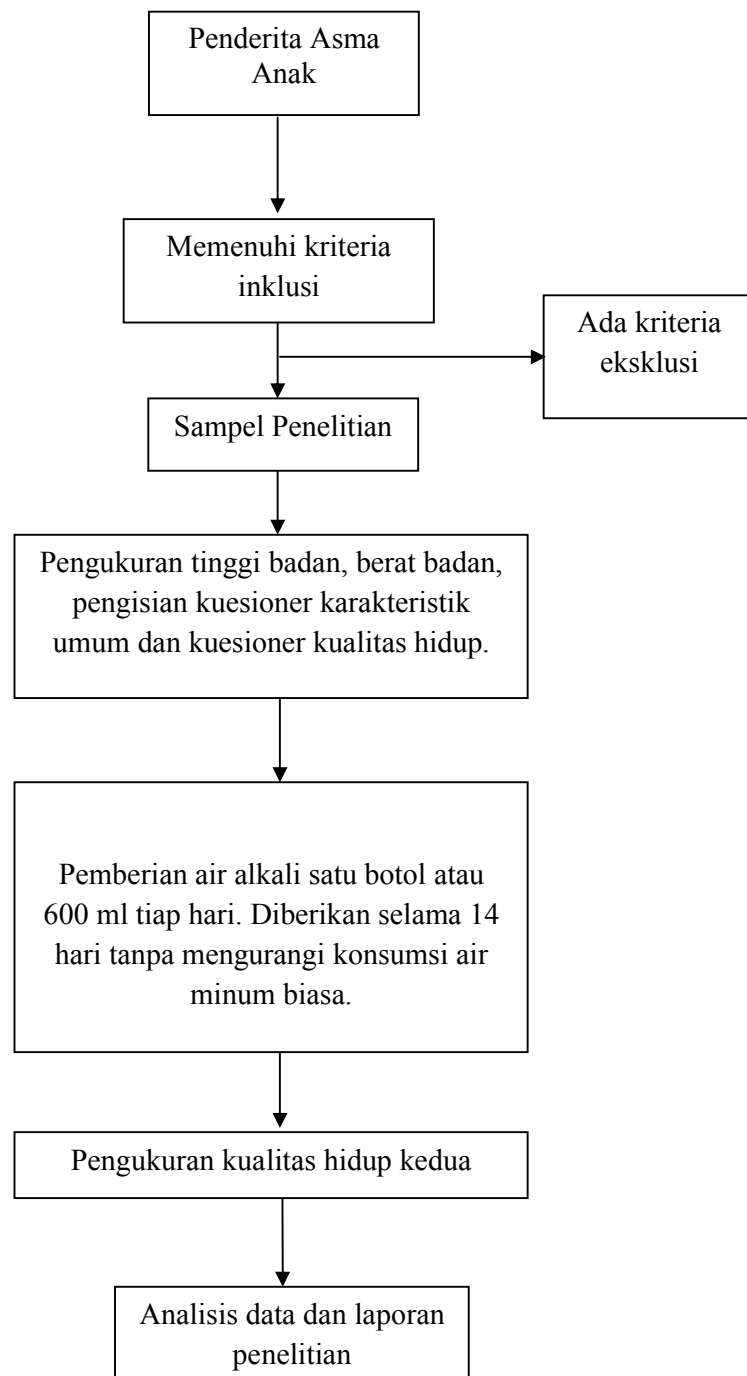 Penderita Asma
Anak
Memenuhi kriteria
inklusi
Ada kriteria
eksklusi
Sampel Penelitian
Pengukuran tinggi badan, berat badan,
pengisian kuesioner karakteristik
umum dan kuesioner kualitas hidup.
Pemberian air alkali satu botol atau
600 ml tiap hari. Diberikan selama 14
hari tanpa mengurangi konsumsi air
minum biasa.
Pengukuran kualitas hidup kedua
Analisis data dan laporan
penelitian